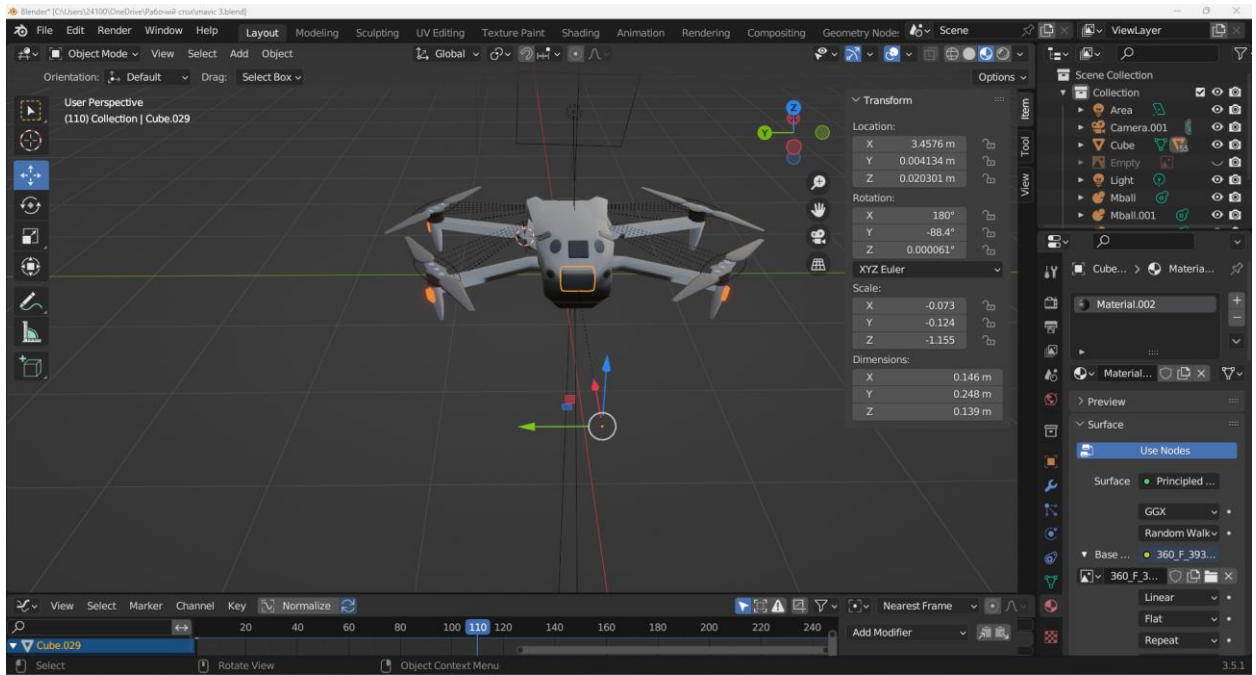 Blender* [C:\Users\24100\OneDrive\Рабочий стол\mavic 3.blend]
File Edit Render Window Help Layout Modeling Sculpting UV Editing Texture Paint Shading Animation Rendering Compositing Geometry Node Scene ViewLayer
Object Mode View Select Add Object Global
Orientation: Default Drag: Select Box Options
User Perspective
(110) Collection | Cube.029
Z
Y
Transform
Location:
X 3.4576 m
Y 0.004134 m
Z 0.020301 m
Rotation:
X 180°
Y -88.4°
Z 0.000061°
XYZ Euler
Scale:
X -0.073
Y -0.124
Z -1.155
Dimensions:
X 0.146 m
Y 0.248 m
Z 0.139 m
Item
Tool
View
Scene Collection
Collection
Area
Camera.001
Cube
Empty
Light
Mball
Mball.001
Cube... > Materia...
Material.002
Material...
Preview
Surface
Use Nodes
Surface Principled ...
GGX
Random Walk
Base ... 360_F_393...
360_F_3...
Linear
Flat
Repeat
View Select Marker Channel Key Normalize Nearest Frame
20 40 60 80 100 110 120 140 160 180 200 220 240
Add Modifier
Cube.029
Select Rotate View Object Context Menu 3.5.1